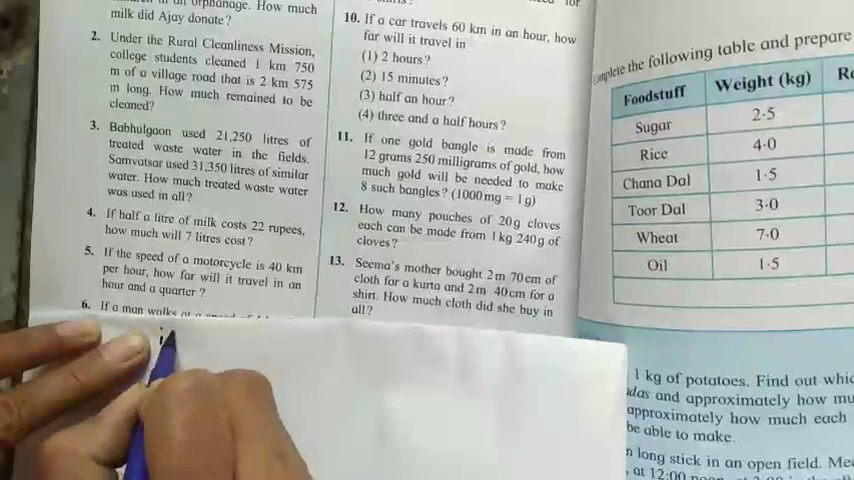 orphanage. How much
milk did Ajay donate?
2. Under the Rural Cleanliness Mission,
college students cleaned 1 km 750
m of a village road that is 2 km 575
m long. How much remained to be
cleaned?
3. Babhulgaon used 21,250 litres of
treated waste water in the fields.
Samvatsar used 31,350 litres of similar
water. How much treated waste water
was used in all?
4. If half a litre of milk costs 22 rupees,
how much will 7 litres cost?
5. If the speed of a motorcycle is 40 km
per hour, how far will it travel in an
hour and a quarter ?
6. If a man walks at a speed of
10. If a car travels 60 km in an hour, how
far will it travel in
(1) 2 hours?
(2) 15 minutes?
(3) half an hour?
(4) three and a half hours?
11. If one gold bangle is made from
12 grams 250 milligrams of gold, how
much gold will be needed to make
8 such bangles? (1000 mg = 1 g)
12. How many pouches of 20g cloves
each can be made from 1 kg 240 g of
cloves?
13. Seema's mother bought 2 m 70 cm of
cloth for a kurta and 2 m 40 cm for a
shirt. How much cloth did she buy in
all?
the following table and prepare
Foodstuff Weight (kg)
Sugar 2·5
Rice 4·0
Chana Dal 1·5
Toor Dal 3·0
Wheat 7·0
Oil 1·5
1 kg of potatoes. Find out
and approximately how
approximately how much each
be able to make.
long stick in an open field.
at 12:00 noon, at